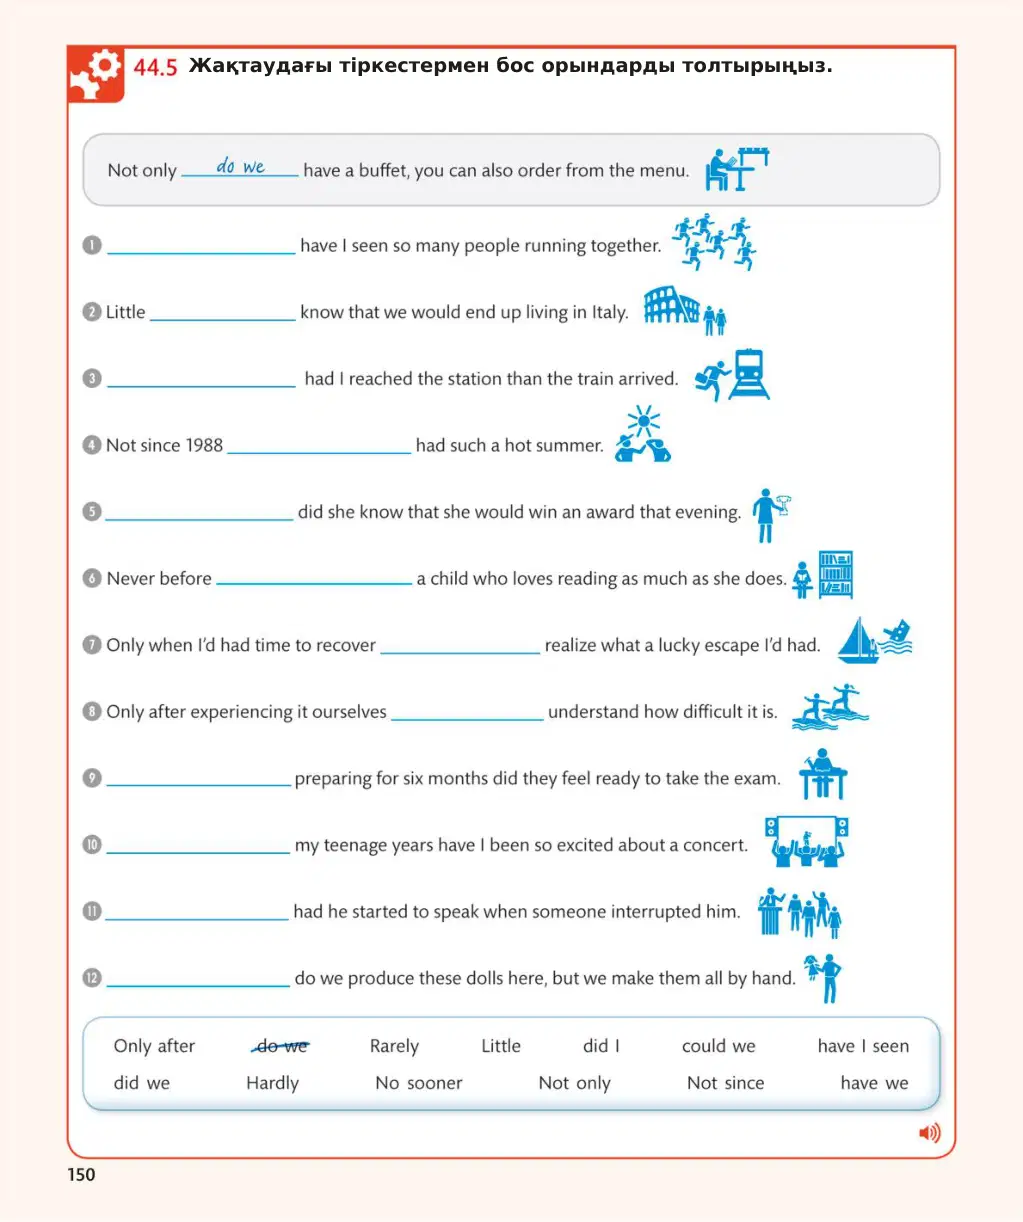 44.5 Жақтаудағы тіркестермен бос орындарды толтырыңыз.
Not only do we have a buffet, you can also order from the menu.
1 have I seen so many people running together.
2 Little know that we would end up living in Italy.
3 had I reached the station than the train arrived.
4 Not since 1988 had such a hot summer.
5 did she know that she would win an award that evening.
6 Never before a child who loves reading as much as she does.
7 Only when I'd had time to recover realize what a lucky escape I'd had.
8 Only after experiencing it ourselves understand how difficult it is.
9 preparing for six months did they feel ready to take the exam.
10 my teenage years have I been so excited about a concert.
11 had he started to speak when someone interrupted him.
12 do we produce these dolls here, but we make them all by hand.
Only after do we Rarely Little did I could we have I seen
did we Hardly No sooner Not only Not since have we
150